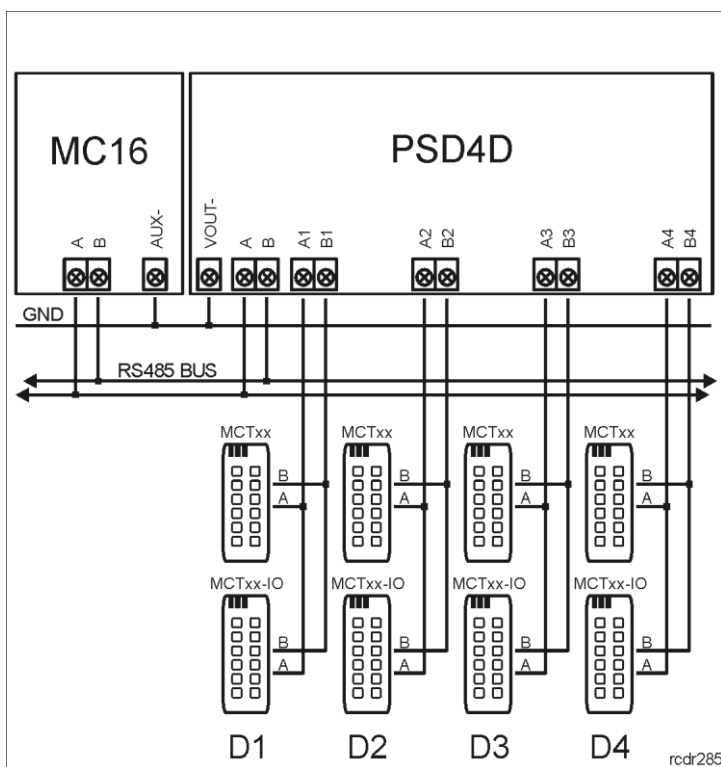 MC16
PSD4D
A B AUX-
VOUT- A B A1 B1 A2 B2 A3 B3 A4 B4
GND
RS485 BUS
MCTxx MCTxx MCTxx MCTxx
B B B B
A A A A
MCTxx-IO MCTxx-IO MCTxx-IO MCTxx-IO
B B B B
A A A A
D1 D2 D3 D4
rcdr285